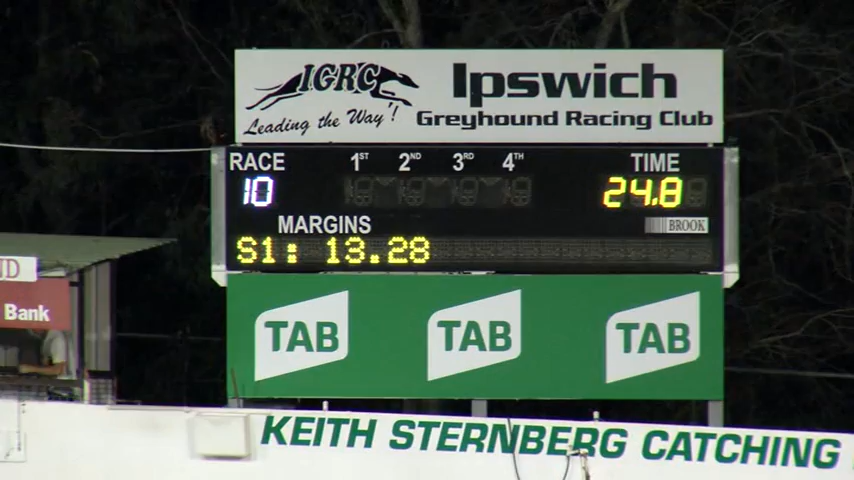 IGRC
Leading the Way!
Ipswich
Greyhound Racing Club
RACE 1ST 2ND 3RD 4TH TIME
10 24.8
MARGINS BROOK
S1: 13.28
TAB TAB TAB
Bank
KEITH STERNBERG CATCHING